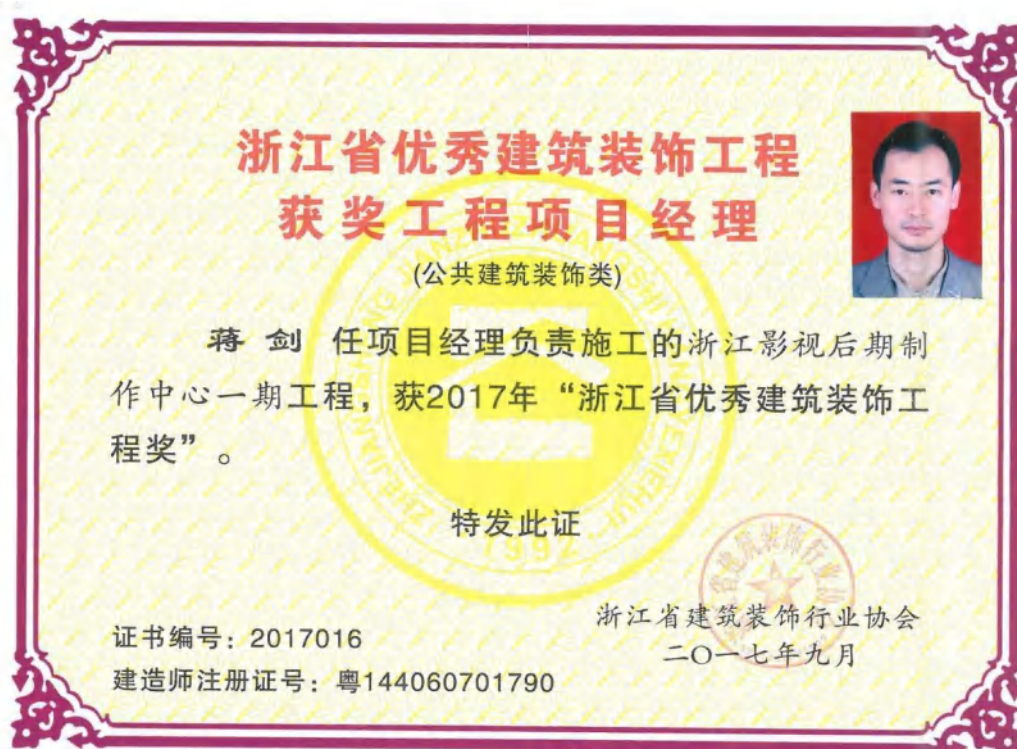 浙江省优秀建筑装饰工程
获奖工程项目经理
(公共建筑装饰类)
蒋 剑 任项目经理负责施工的浙江影视后期制
作中心一期工程，获2017年“浙江省优秀建筑装饰工
程奖”。
特发此证
1997
浙江省建筑装饰行业协会
二〇一七年九月
证书编号：2017016
建造师注册证号：粤144060701790